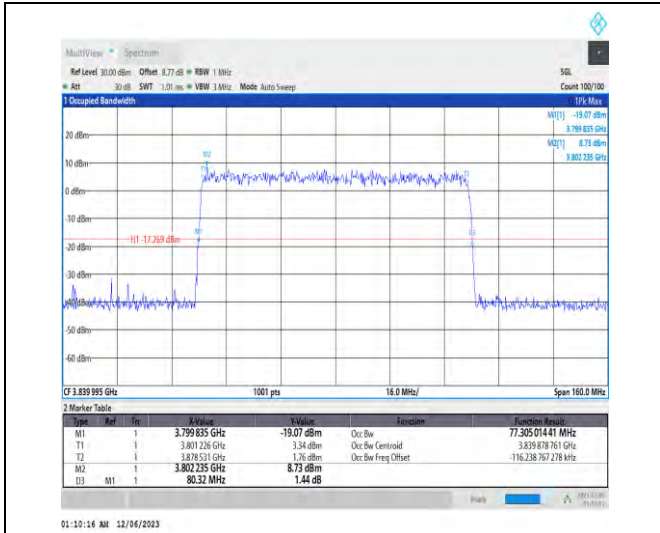 MultiView Spectrum
Ref Level 30.00 dBm Offset 8.77 dB RBW 1 MHz SGL
Att 30 dB SWT 1.01 ms VBW 3 MHz Mode Auto Sweep Count 100/100
1 Occupied Bandwidth 1Pk Max
M1[1] -19.07 dBm
3.799 835 GHz
M2[1] 8.73 dBm
3.802 235 GHz
20 dBm
M2
10 dBm
T1
0 dBm
-10 dBm
M1
D3
H1 -17.269 dBm
-20 dBm
-30 dBm
-40 dBm
-50 dBm
-60 dBm
CF 3.839 995 GHz 1001 pts 16.0 MHz/ Span 160.0 MHz
2 Marker Table
Type Ref Trc X-Value Y-Value Function Function Result
M1 1 3.799 835 GHz -19.07 dBm Occ Bw 77.305 014 41 MHz
T1 1 3.801 226 GHz 3.34 dBm Occ Bw Centroid 3.839 878 761 GHz
T2 1 3.878 531 GHz 1.76 dBm Occ Bw Freq Offset -116.238 767 278 kHz
M2 1 3.802 235 GHz 8.73 dBm
D3 M1 1 80.32 MHz 1.44 dB
01:10:16 AM 12/06/2023